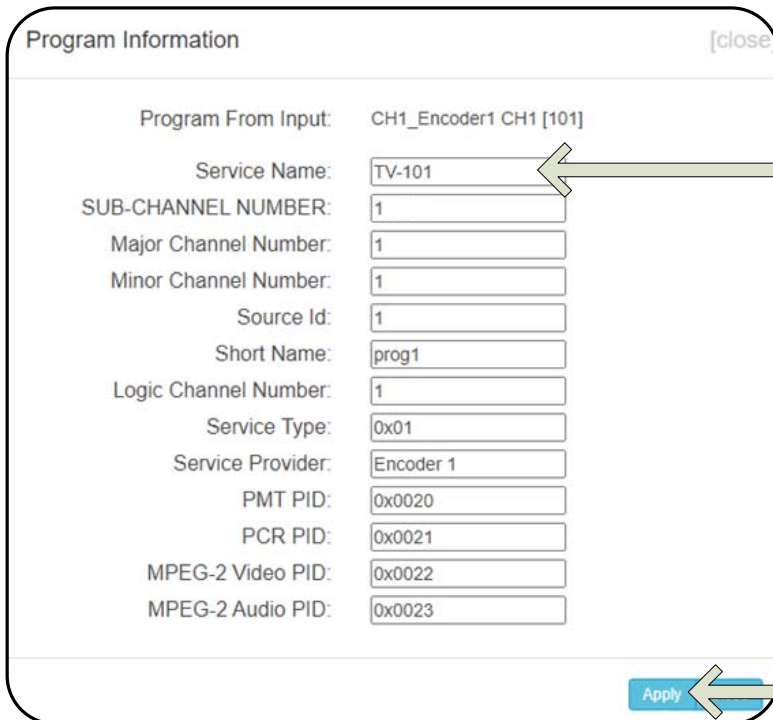 Program Information [close
Program From Input: CH1_Encoder1 CH1 [101]
Service Name: TV-101
SUB-CHANNEL NUMBER: 1
Major Channel Number: 1
Minor Channel Number: 1
Source Id: 1
Short Name: prog1
Logic Channel Number: 1
Service Type: 0x01
Service Provider: Encoder 1
PMT PID: 0x0020
PCR PID: 0x0021
MPEG-2 Video PID: 0x0022
MPEG-2 Audio PID: 0x0023
Apply